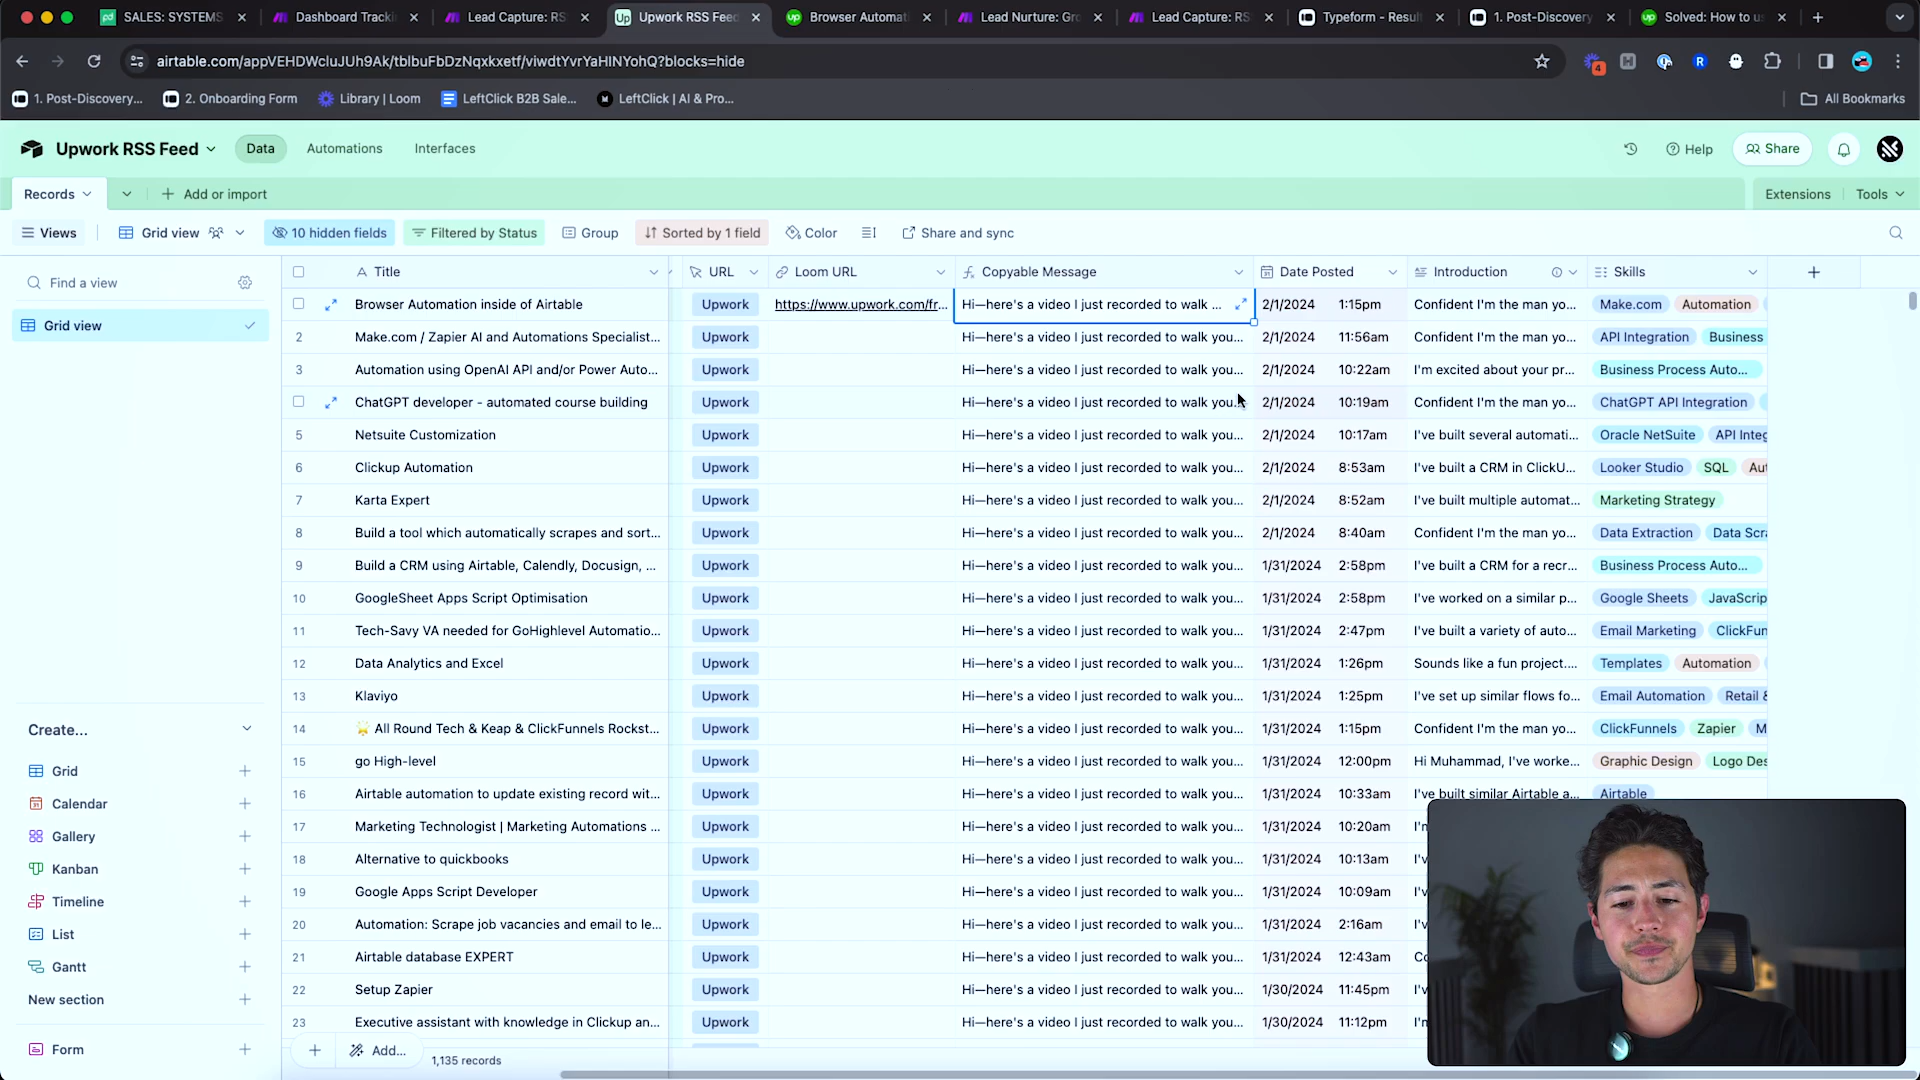 SALES: SYSTEMS
Dashboard Tracki
Lead Capture: RS
Upwork RSS Feed
Browser Automati
Lead Nurture: Gro
Lead Capture: RS
Typeform - Resul
1. Post-Discovery
Solved: How to u
airtable.com/appVEHDWcluJUh9Ak/tblbuFbDzNqxkxetf/viwdtYvrYaHINYohQ?blocks=hide
4
1. Post-Discovery...
2. Onboarding Form
Library | Loom
LeftClick B2B Sale...
LeftClick | AI & Pro...
All Bookmarks
Upwork RSS Feed
Data
Automations
Interfaces
Help
Share
Records
Add or import
Extensions
Tools
Views
Grid view
10 hidden fields
Filtered by Status
Group
Sorted by 1 field
Color
Share and sync
Find a view
Grid view
Create...
Grid
Calendar
Gallery
Kanban
Timeline
List
Gantt
New section
Form
Title URL Loom URL Copyable Message Date Posted Introduction Skills
Browser Automation inside of Airtable Upwork https://www.upwork.com/fr... Hi—here's a video I just recorded to walk ... 2/1/2024 1:15pm Confident I'm the man yo... Make.com Automation
2 Make.com / Zapier AI and Automations Specialist... Upwork Hi—here's a video I just recorded to walk you... 2/1/2024 11:56am Confident I'm the man yo... API Integration Business
3 Automation using OpenAI API and/or Power Auto... Upwork Hi—here's a video I just recorded to walk you... 2/1/2024 10:22am I'm excited about your pr... Business Process Auto...
ChatGPT developer - automated course building Upwork Hi—here's a video I just recorded to walk you... 2/1/2024 10:19am Confident I'm the man yo... ChatGPT API Integration
5 Netsuite Customization Upwork Hi—here's a video I just recorded to walk you... 2/1/2024 10:17am I've built several automati... Oracle NetSuite API Integ
6 Clickup Automation Upwork Hi—here's a video I just recorded to walk you... 2/1/2024 8:53am I've built a CRM in ClickU... Looker Studio SQL Au
7 Karta Expert Upwork Hi—here's a video I just recorded to walk you... 2/1/2024 8:52am I've built multiple automat... Marketing Strategy
8 Build a tool which automatically scrapes and sort... Upwork Hi—here's a video I just recorded to walk you... 2/1/2024 8:40am Confident I'm the man yo... Data Extraction Data Scra
9 Build a CRM using Airtable, Calendly, Docusign, ... Upwork Hi—here's a video I just recorded to walk you... 1/31/2024 2:58pm I've built a CRM for a recr... Business Process Auto...
10 GoogleSheet Apps Script Optimisation Upwork Hi—here's a video I just recorded to walk you... 1/31/2024 2:58pm I've worked on a similar p... Google Sheets JavaScrip
11 Tech-Savy VA needed for GoHighlevel Automatio... Upwork Hi—here's a video I just recorded to walk you... 1/31/2024 2:47pm I've built a variety of auto... Email Marketing ClickFun
12 Data Analytics and Excel Upwork Hi—here's a video I just recorded to walk you... 1/31/2024 1:26pm Sounds like a fun project.... Templates Automation
13 Klaviyo Upwork Hi—here's a video I just recorded to walk you... 1/31/2024 1:25pm I've set up similar flows fo... Email Automation Retail &
14 🌟 All Round Tech & Keap & ClickFunnels Rockst... Upwork Hi—here's a video I just recorded to walk you... 1/31/2024 1:15pm Confident I'm the man yo... ClickFunnels Zapier M
15 go High-level Upwork Hi—here's a video I just recorded to walk you... 1/31/2024 12:00pm Hi Muhammad, I've worke... Graphic Design Logo Des
16 Airtable automation to update existing record wit... Upwork Hi—here's a video I just recorded to walk you... 1/31/2024 10:33am I've built similar Airtable a... Airtable
17 Marketing Technologist | Marketing Automations ... Upwork Hi—here's a video I just recorded to walk you... 1/31/2024 10:20am I'm
18 Alternative to quickbooks Upwork Hi—here's a video I just recorded to walk you... 1/31/2024 10:13am I'v
19 Google Apps Script Developer Upwork Hi—here's a video I just recorded to walk you... 1/31/2024 10:09am I'v
20 Automation: Scrape job vacancies and email to le... Upwork Hi—here's a video I just recorded to walk you... 1/31/2024 2:16am I'v
21 Airtable database EXPERT Upwork Hi—here's a video I just recorded to walk you... 1/31/2024 12:43am Co
22 Setup Zapier Upwork Hi—here's a video I just recorded to walk you... 1/30/2024 11:45pm I'v
23 Executive assistant with knowledge in Clickup an... Upwork Hi—here's a video I just recorded to walk you... 1/30/2024 11:12pm I'm
Add...
1,135 records